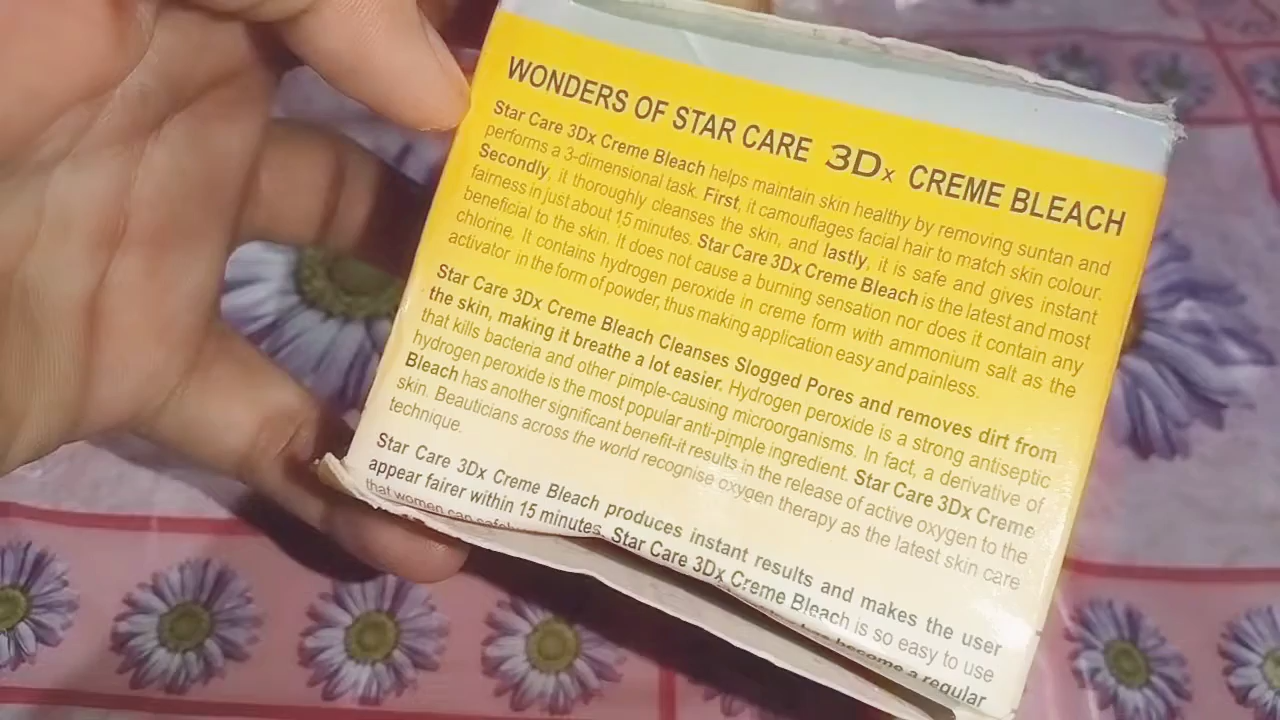 WONDERS OF STAR CARE 3Dx CREME BLEACH
Star Care 3Dx Creme Bleach helps maintain skin healthy by removing suntan and
performs a 3-dimensional task. First, it camouflages facial hair to match skin colour.
Secondly, it thoroughly cleanses the skin, and lastly, it is safe and gives instant
fairness in just about 15 minutes. Star Care 3Dx Creme Bleach is the latest and most
beneficial to the skin. It does not cause a burning sensation nor does it contain any
chlorine. It contains hydrogen peroxide in creme form with ammonium salt as the
activator in the form of powder, thus making application easy and painless.
Star Care 3Dx Creme Bleach Cleanses Slogged Pores and removes dirt from
the skin, making it breathe a lot easier. Hydrogen peroxide is a strong antiseptic
that kills bacteria and other pimple-causing microorganisms. In fact, a derivative of
hydrogen peroxide is the most popular anti-pimple ingredient. Star Care 3Dx Creme
Bleach has another significant benefit-it results in the release of active oxygen to the
skin. Beauticians across the world recognise oxygen therapy as the latest skin care
technique.
Star Care 3Dx Creme Bleach produces instant results and makes the user
appear fairer within 15 minutes. Star Care 3Dx Creme Bleach is so easy to use
that women can safely become a regular